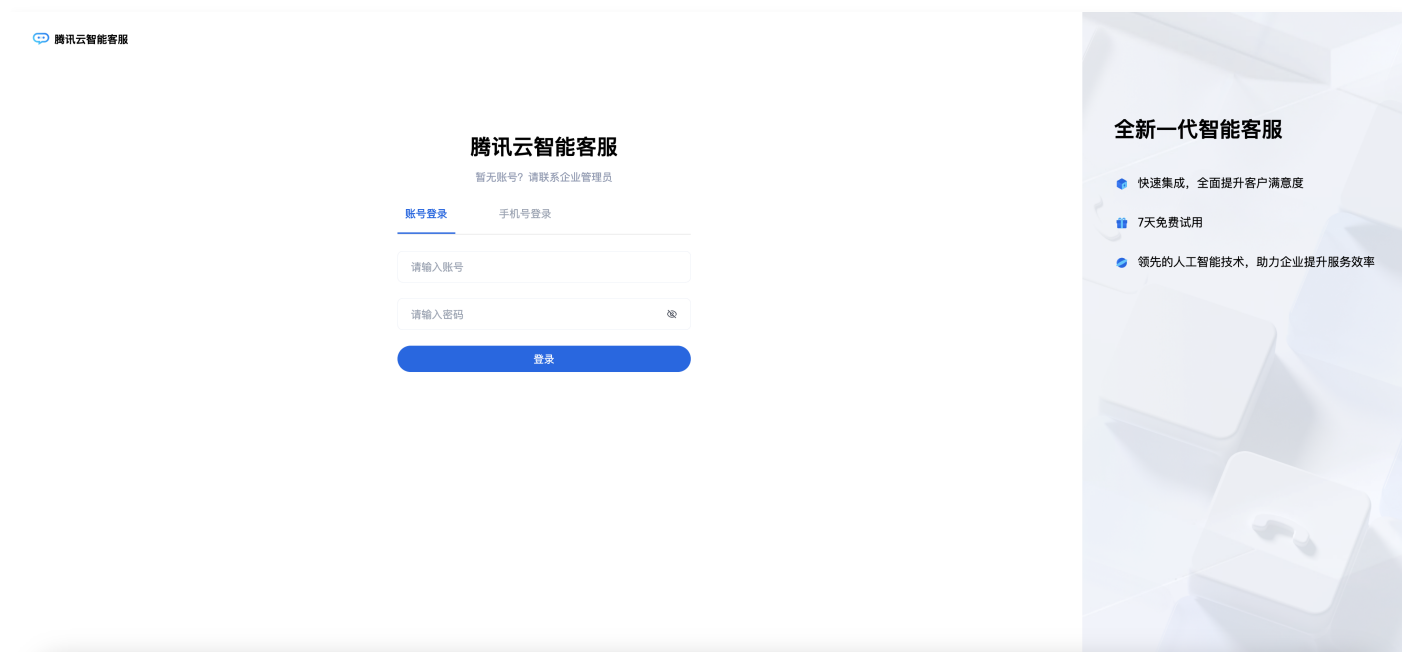 腾讯云智能客服
腾讯云智能客服
暂无账号？请联系企业管理员
账号登录
手机号登录
请输入账号
请输入密码
登录
全新一代智能客服
快速集成，全面提升客户满意度
7天免费试用
领先的人工智能技术，助力企业提升服务效率